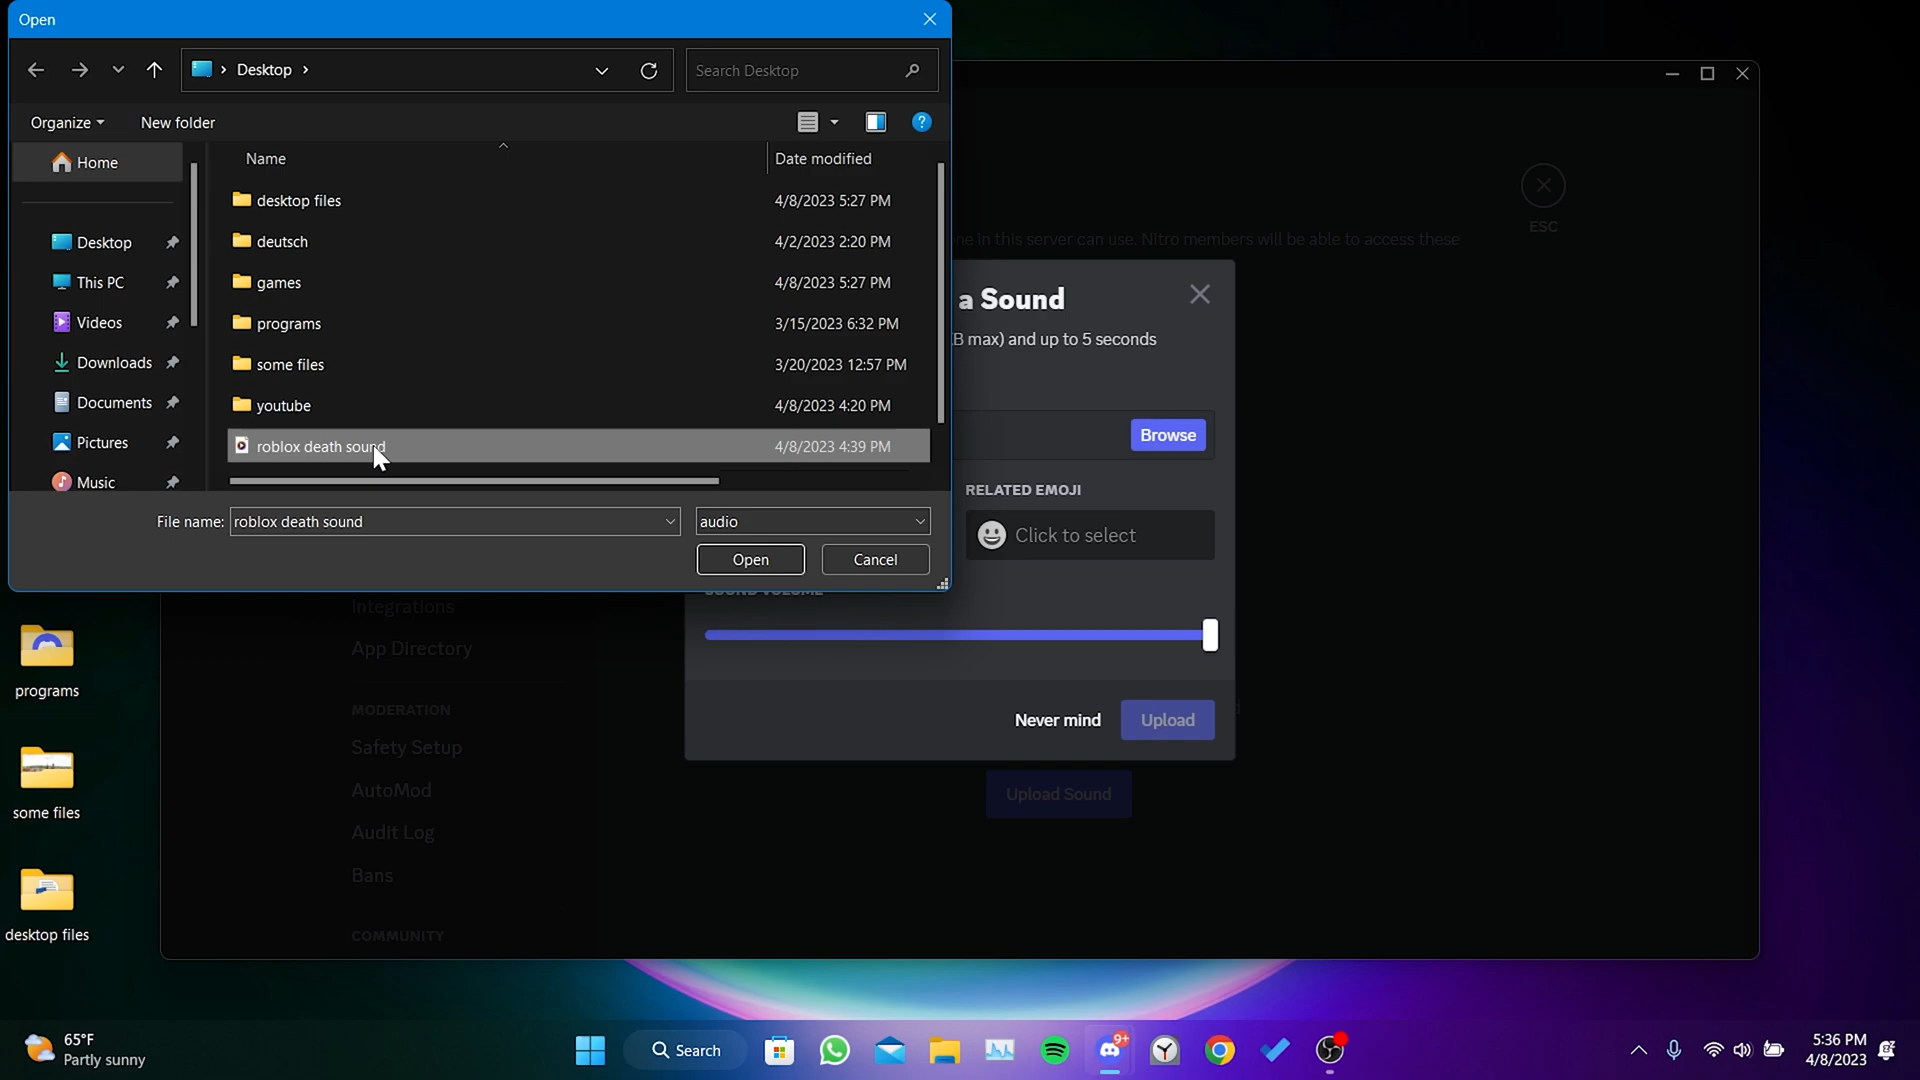 Open
Desktop
Search Desktop
Organize
New folder
Home
Desktop
This PC
Videos
Downloads
Documents
Pictures
Music
Name
Date modified
desktop files 4/8/2023 5:27 PM
deutsch 4/2/2023 2:20 PM
games 4/8/2023 5:27 PM
programs 3/15/2023 6:32 PM
some files 3/20/2023 12:57 PM
youtube 4/8/2023 4:20 PM
roblox death sound 4/8/2023 4:39 PM
File name: roblox death sound
audio
Open
Cancel
ESC
in this server can use. Nitro members will be able to access these
a Sound
B max) and up to 5 seconds
Browse
RELATED EMOJI
Click to select
SOUND VOLUME
Never mind
Upload
Upload Sound
Integrations
App Directory
MODERATION
Safety Setup
AutoMod
Audit Log
Bans
COMMUNITY
programs
some files
desktop files
65°F
Partly sunny
Search
9+
5:36 PM
4/8/2023